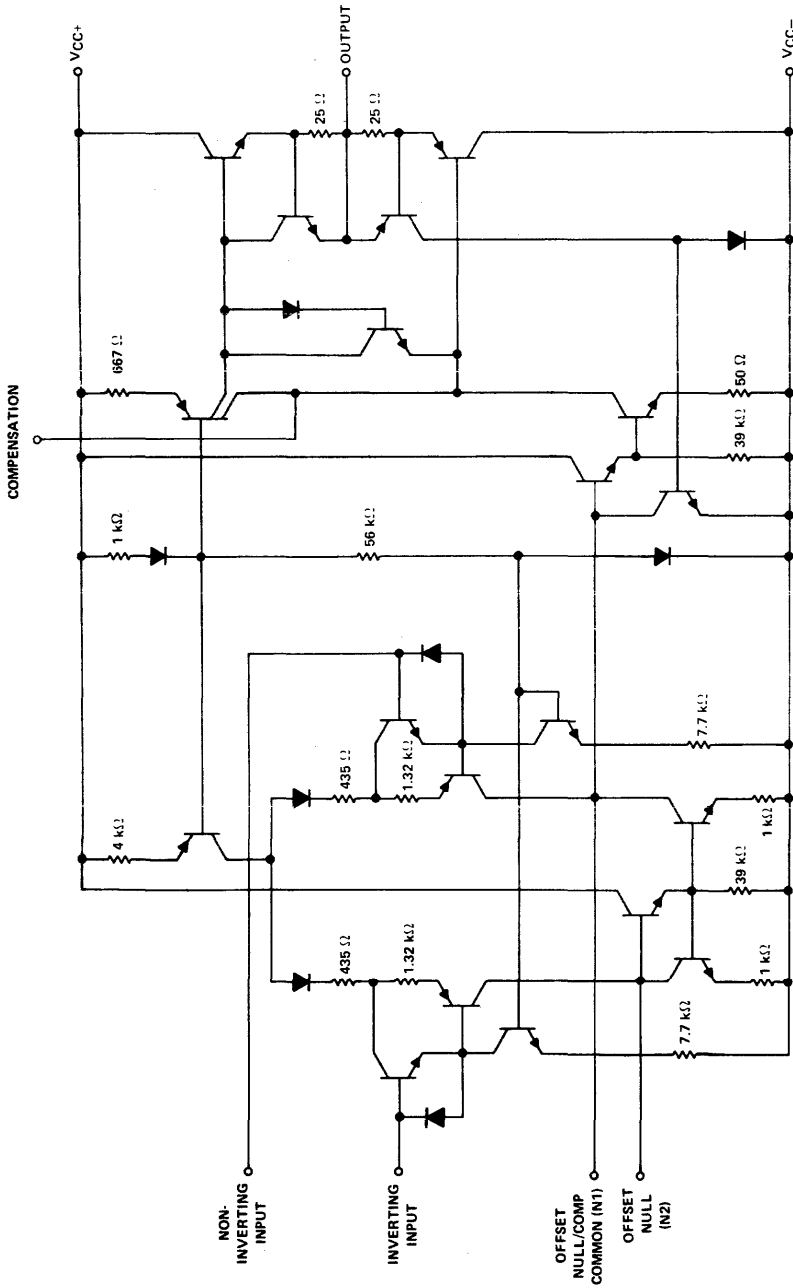 COMPENSATION
VCC+
OUTPUT
VCC−
25 Ω
25 Ω
667 Ω
50 Ω
39 kΩ
1 kΩ
56 kΩ
4 kΩ
435 Ω
1.32 kΩ
7.7 kΩ
1 kΩ
39 kΩ
435 Ω
1.32 kΩ
1 kΩ
7.7 kΩ
NON-
INVERTING
INPUT
INVERTING
INPUT
OFFSET
NULL/COMP
COMMON (N1)
OFFSET
NULL
(N2)